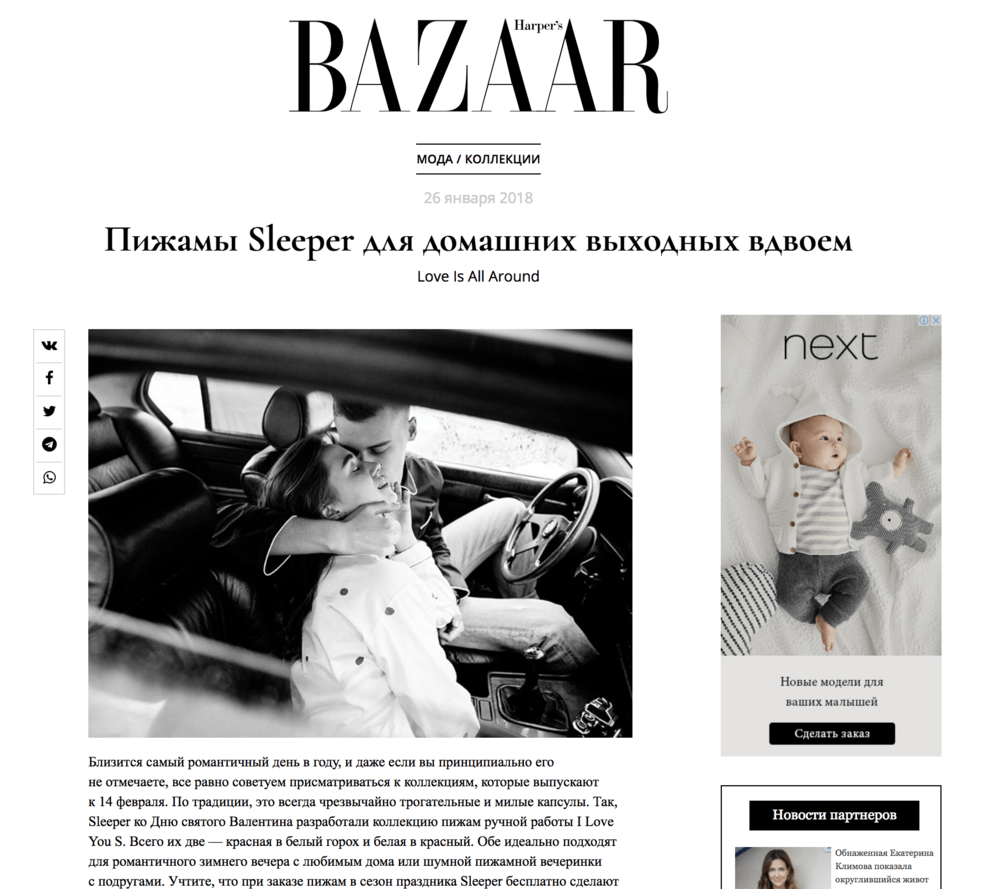 Harper's
BAZAAR
МОДА / КОЛЛЕКЦИИ
26 января 2018
Пижамы Sleeper для домашних выходных вдвоем
Love Is All Around
next
Новые модели для
ваших малышей
Сделать заказ
Близится самый романтичный день в году, и даже если вы принципиально его
не отмечаете, все равно советуем присматриваться к коллекциям, которые выпускают
к 14 февраля. По традиции, это всегда чрезвычайно трогательные и милые капсулы. Так,
Sleeper ко Дню святого Валентина разработали коллекцию пижам ручной работы I Love
You S. Всего их две — красная в белый горох и белая в красный. Обе идеально подходят
для романтичного зимнего вечера с любимым дома или шумной пижамной вечеринки
с подругами. Учтите, что при заказе пижам в сезон праздника Sleeper бесплатно сделают
Новости партнеров
Обнаженная Екатерина
Климова показала
округлившийся живот